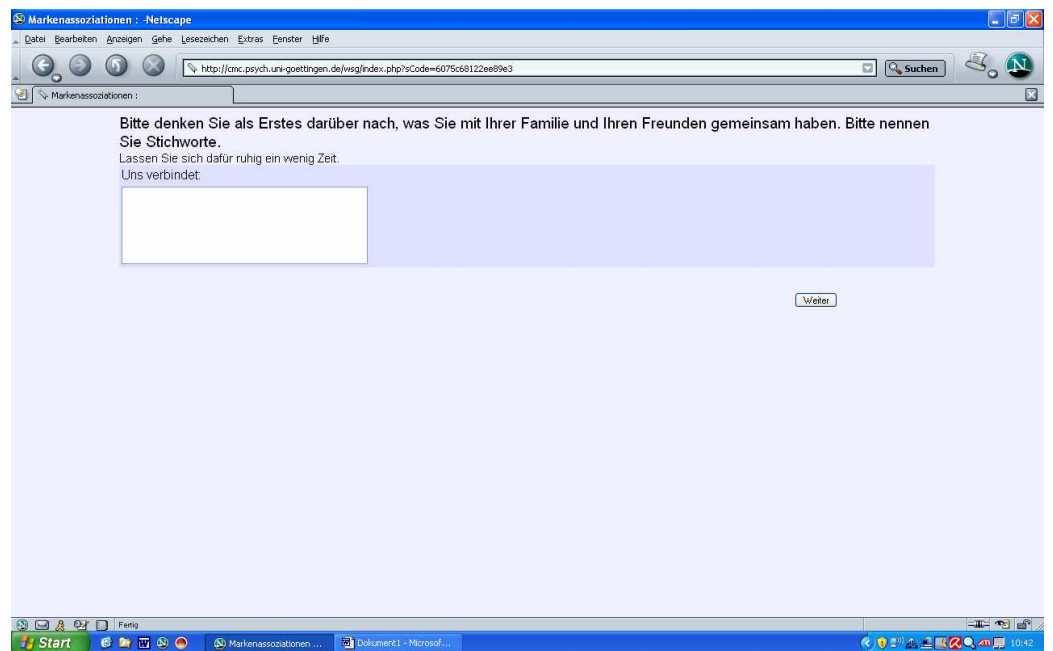 Markenassoziationen : -Netscape
Datei Bearbeiten Anzeigen Gehe Lesezeichen Extras Fenster Hilfe
http://cmc.psych.uni-goettingen.de/wsg/index.php?sCode=6075c68122ee89e3
Suchen
N
Markenassoziationen :
Bitte denken Sie als Erstes darüber nach, was Sie mit Ihrer Familie und Ihren Freunden gemeinsam haben. Bitte nennen
Sie Stichworte.
Lassen Sie sich dafür ruhig ein wenig Zeit.
Uns verbindet:
Weiter
Fertig
Start
Markenassoziationen ...
Dokument1 - Microsof...
10:42